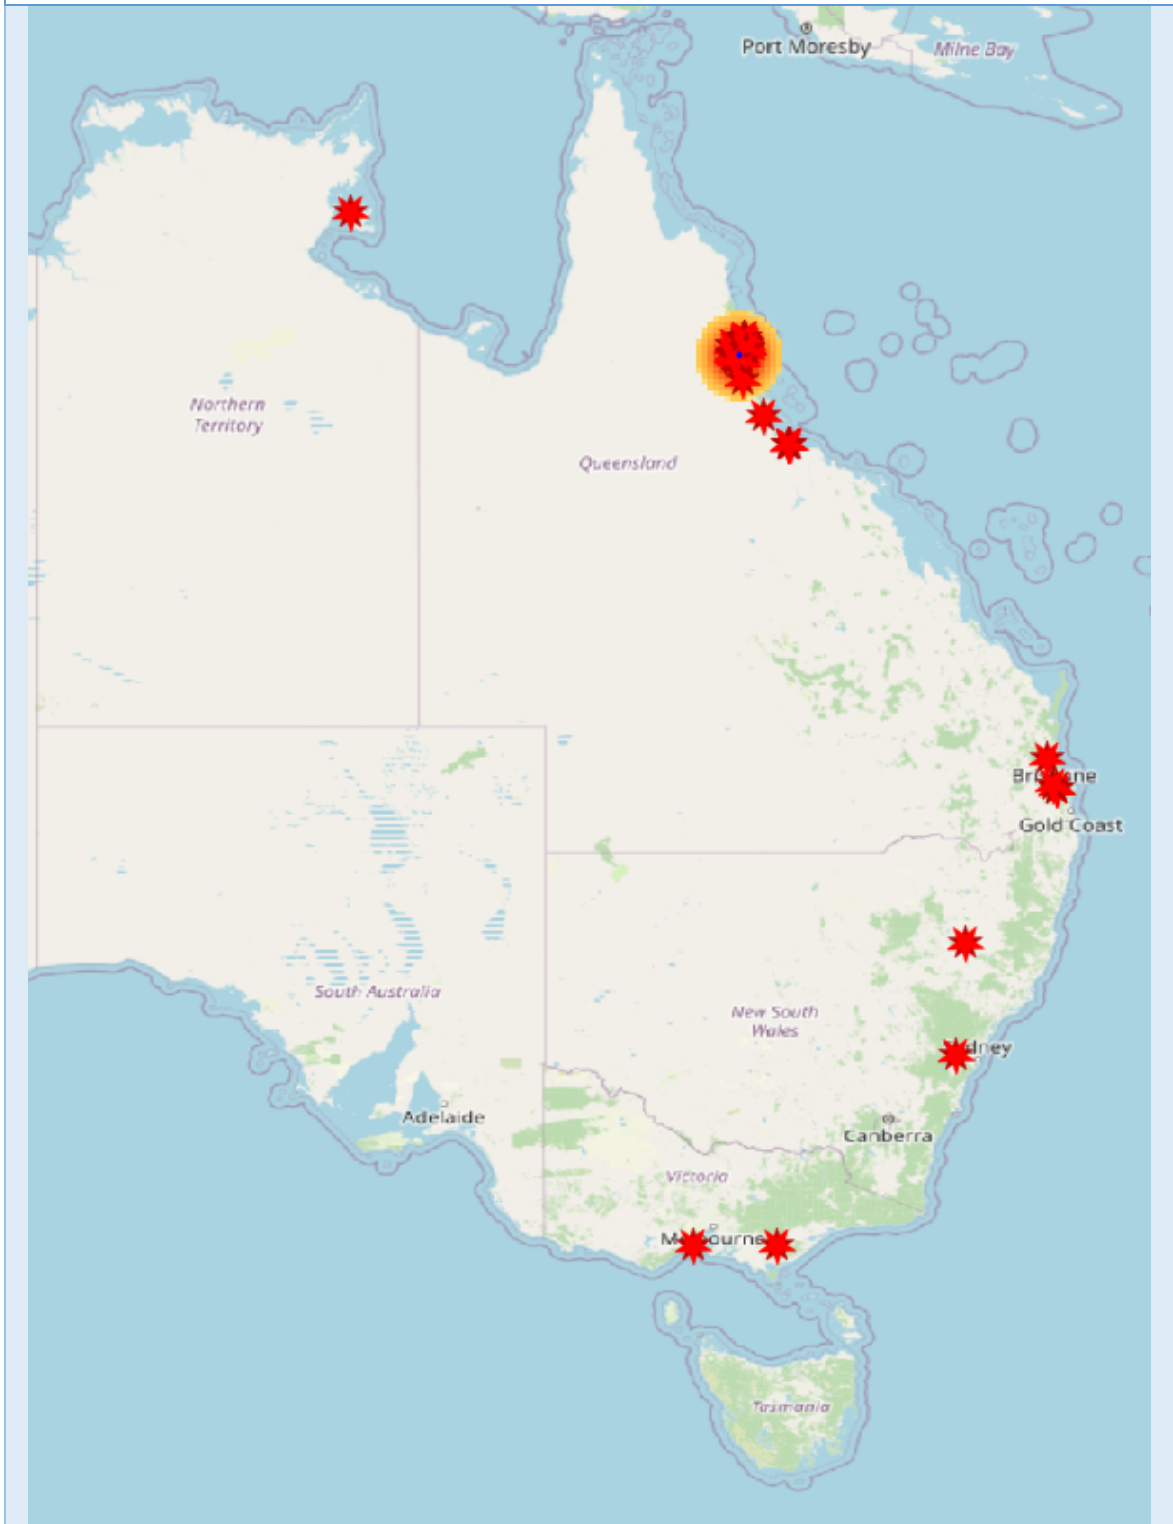 Port Moresby
Milne Bay
Northern
Territory
Queensland
Gold Coast
South Australia
New South
Wales
Adelaide
Canberra
Victoria
Tasmania